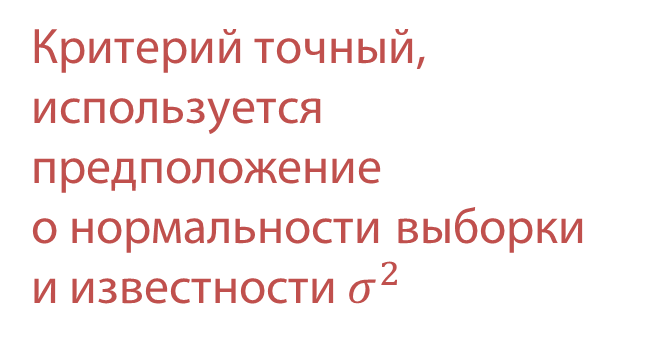 Критерий точный,
используется
предположение
о нормальности выборки
и известности σ²